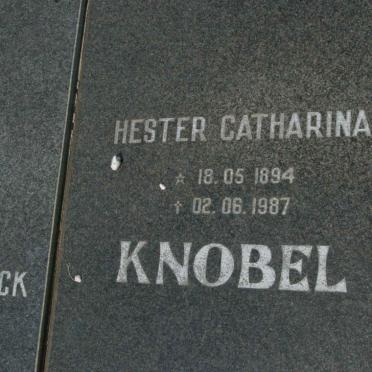 HESTER CATHARINA
☆ 18.05 1894
† 02.06.1987
KNOBEL
CK